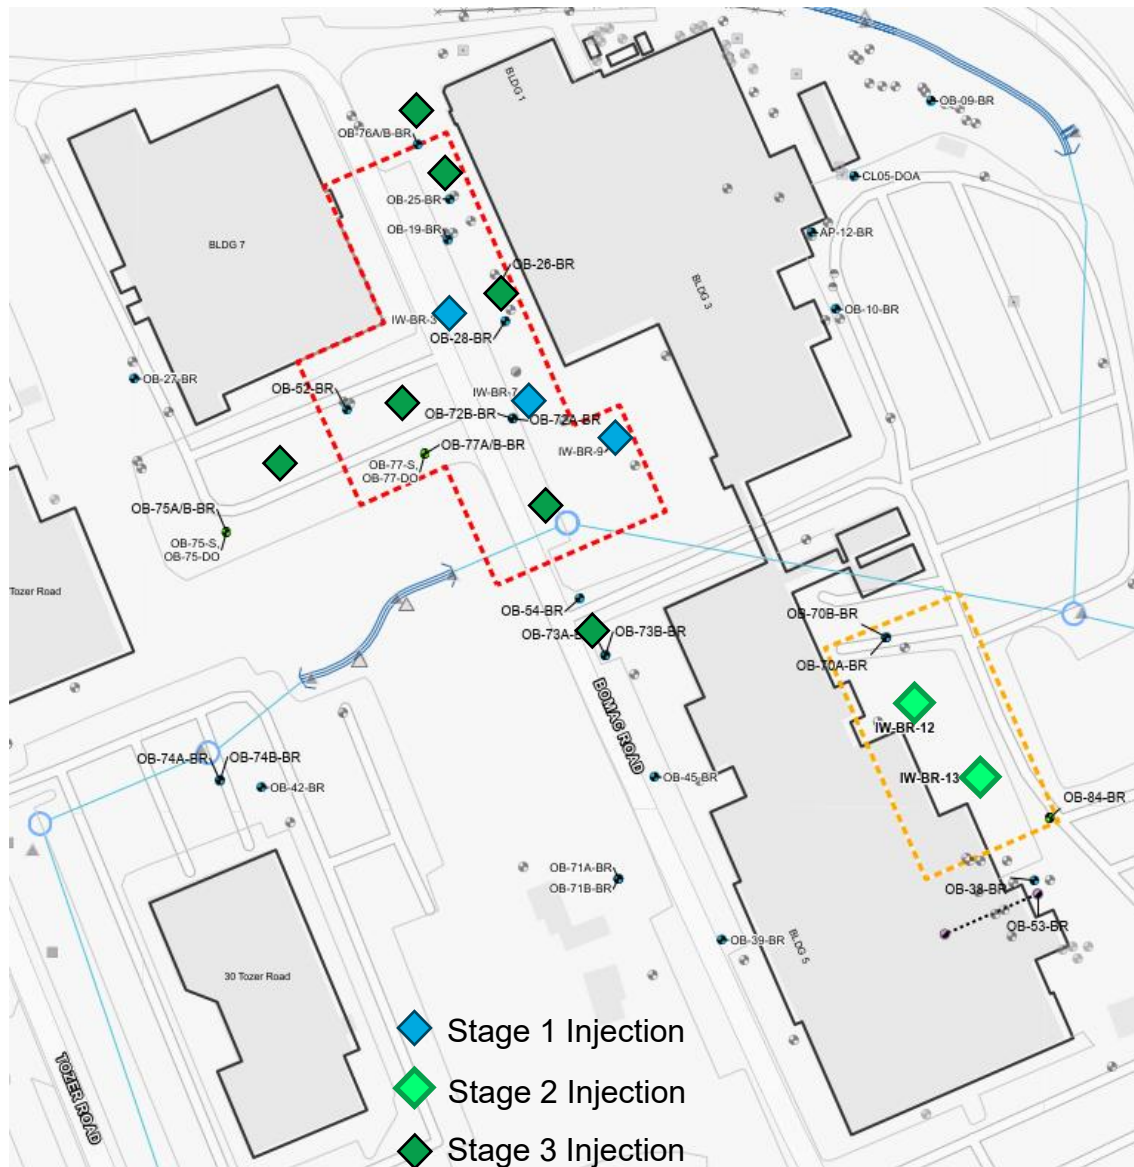 BLDG 1
OB-09-BR
OB-76A/B-BR
CL05-DOA
OB-25-BR
OB-19-BR
AP-12-BR
BLDG 7
OB-26-BR
BLDG 3
OB-10-BR
IW-BR-3
OB-28-BR
OB-27-BR
OB-52-BR
IW-BR-7
OB-72B-BR
OB-72A-BR
OB-77A/B-BR
IW-BR-9
OB-77-S,
OB-77-DO
OB-75A/B-BR
OB-75-S,
OB-75-DO
Tozer Road
OB-54-BR
OB-70B-BR
OB-73A-B
OB-73B-BR
OB-70A-BR
BOMAC ROAD
IW-BR-12
OB-74A-BR
OB-74B-BR
OB-42-BR
OB-45-BR
IW-BR-13
OB-84-BR
OB-71A-BR
OB-71B-BR
OB-38-BR
OB-53-BR
OB-39-BR
BLDG 5
30 Tozer Road
TOZER ROAD
Stage 1 Injection
Stage 2 Injection
Stage 3 Injection